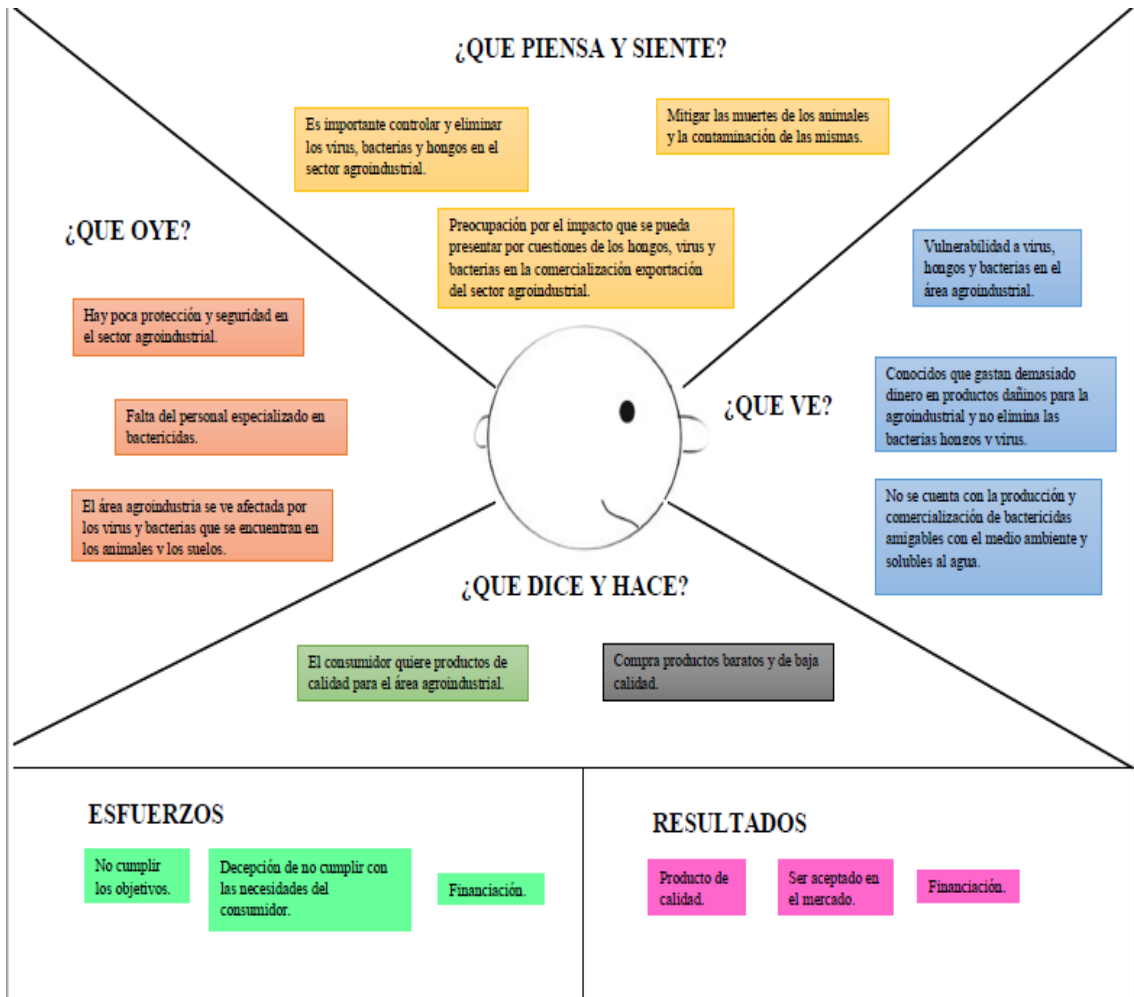 ¿QUE PIENSA Y SIENTE?
Es importante controlar y eliminar
los virus, bacterias y hongos en el
sector agroindustrial.
Mitigar las muertes de los animales
y la contaminación de las mismas.
Preocupación por el impacto que se pueda
presentar por cuestiones de los hongos, virus y
bacterias en la comercialización exportación
del sector agroindustrial.
¿QUE OYE?
Hay poca protección y seguridad en
el sector agroindustrial.
Falta del personal especializado en
bactericidas.
El área agroindustria se ve afectada por
los virus y bacterias que se encuentran en
los animales y los suelos.
¿QUE VE?
Vulnerabilidad a virus,
hongos y bacterias en el
área agroindustrial.
Conocidos que gastan demasiado
dinero en productos dañinos para la
agroindustrial y no elimina las
bacterias hongos y virus.
No se cuenta con la producción y
comercialización de bactericidas
amigables con el medio ambiente y
solubles al agua.
¿QUE DICE Y HACE?
El consumidor quiere productos de
calidad para el área agroindustrial.
Compra productos baratos y de baja
calidad.
ESFUERZOS
No cumplir
los objetivos.
Decepción de no cumplir con
las necesidades del
consumidor.
Financiación.
RESULTADOS
Producto de
calidad.
Ser aceptado en
el mercado.
Financiación.